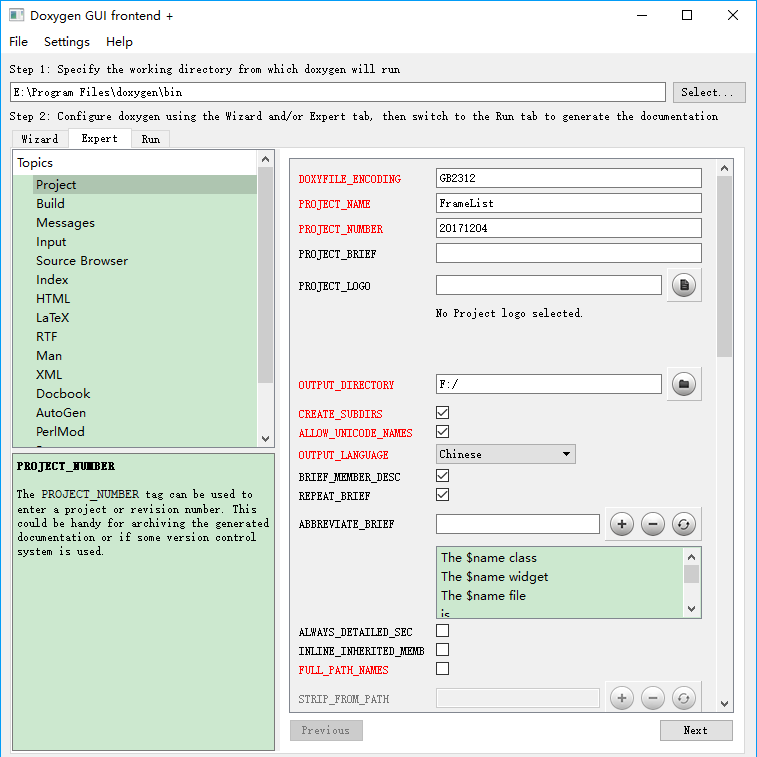 Doxygen GUI frontend +
File Settings Help
Step 1: Specify the working directory from which doxygen will run
E:\Program Files\doxygen\bin
Select...
Step 2: Configure doxygen using the Wizard and/or Expert tab, then switch to the Run tab to generate the documentation
Wizard Expert Run
Topics
Project
Build
Messages
Input
Source Browser
Index
HTML
LaTeX
RTF
Man
XML
Docbook
AutoGen
PerlMod
PROJECT_NUMBER
The PROJECT_NUMBER tag can be used to
enter a project or revision number. This
could be handy for archiving the generated
documentation or if some version control
system is used.
DOXYFILE_ENCODING GB2312
PROJECT_NAME FrameList
PROJECT_NUMBER 20171204
PROJECT_BRIEF
PROJECT_LOGO
No Project logo selected.
OUTPUT_DIRECTORY F:/
CREATE_SUBDIRS
ALLOW_UNICODE_NAMES
OUTPUT_LANGUAGE Chinese
BRIEF_MEMBER_DESC
REPEAT_BRIEF
ABBREVIATE_BRIEF
The $name class
The $name widget
The $name file
is
ALWAYS_DETAILED_SEC
INLINE_INHERITED_MEMB
FULL_PATH_NAMES
STRIP_FROM_PATH
Previous Next